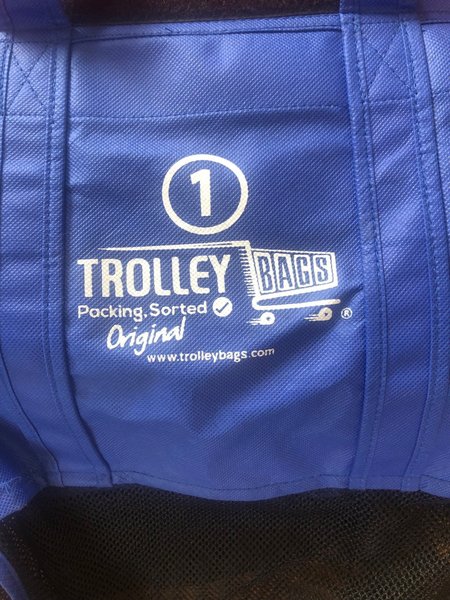 1
TROLLEY BAGS
Packing.Sorted
Original ®
www.trolleybags.com